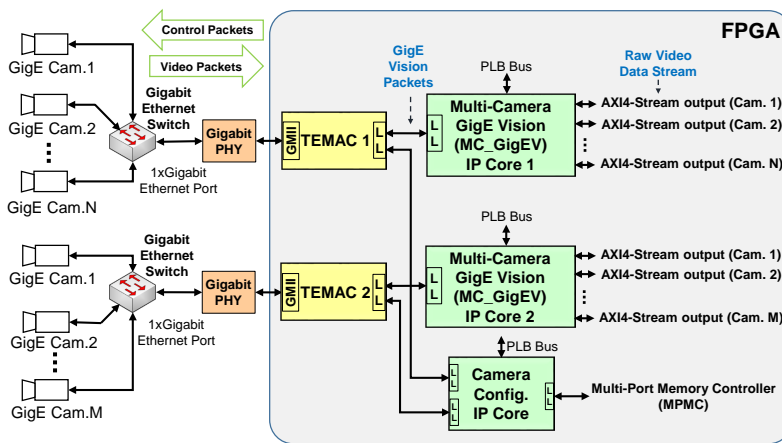 FPGA
Control Packets
Video Packets
GigE Cam.1
GigE Cam.2
GigE Cam.N
Gigabit
Ethernet
Switch
1xGigabit
Ethernet Port
Gigabit
PHY
GMII
TEMAC 1
L
L
GigE
Vision
Packets
PLB Bus
L
L
Multi-Camera
GigE Vision
(MC_GigEV)
IP Core 1
Raw Video
Data Stream
AXI4-Stream output (Cam. 1)
AXI4-Stream output (Cam. 2)
AXI4-Stream output (Cam. N)
GigE Cam.1
GigE Cam.2
GigE Cam.M
Gigabit
Ethernet
Switch
1xGigabit
Ethernet Port
Gigabit
PHY
GMII
TEMAC 2
L
L
PLB Bus
L
L
Multi-Camera
GigE Vision
(MC_GigEV)
IP Core 2
AXI4-Stream output (Cam. 1)
AXI4-Stream output (Cam. 2)
AXI4-Stream output (Cam. M)
PLB Bus
L
L
L
L
Camera
Config.
IP Core
L
L
Multi-Port Memory Controller
(MPMC)